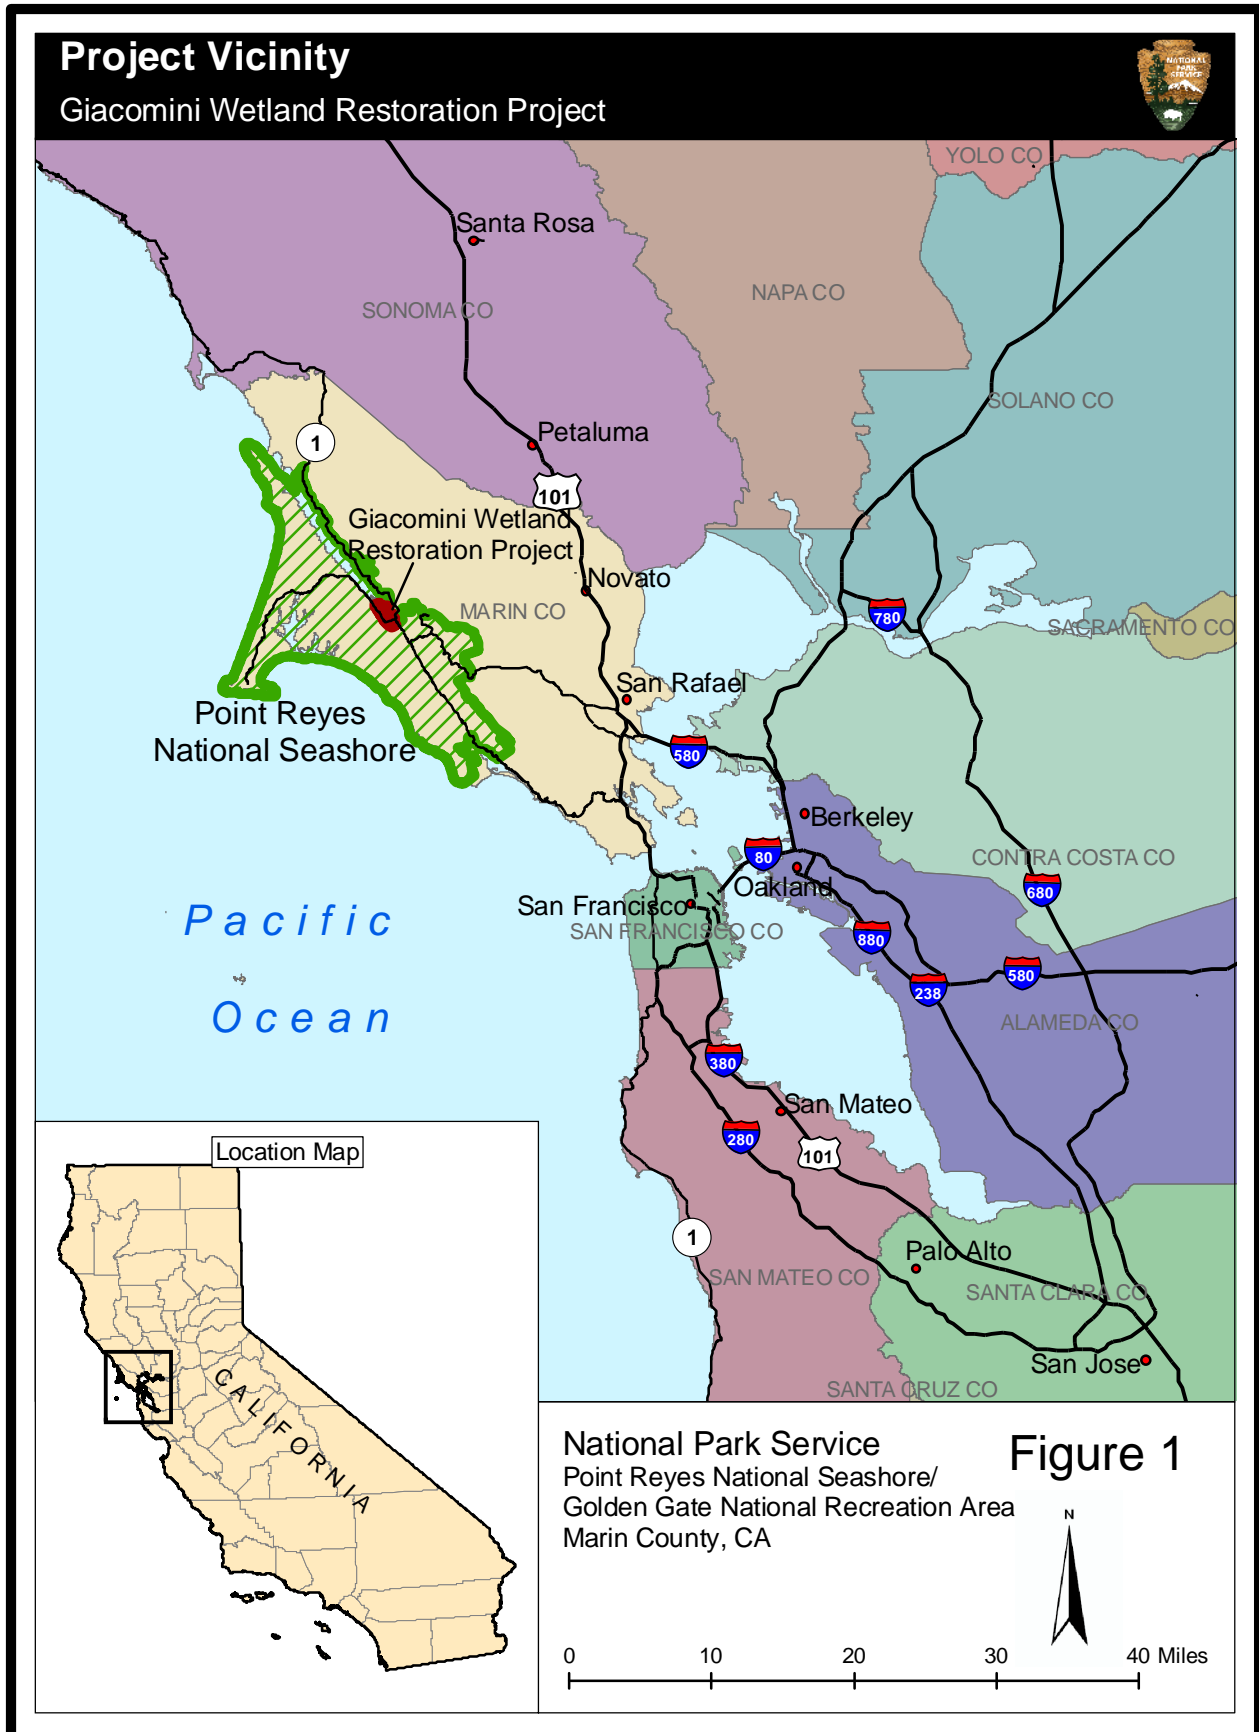 Project Vicinity
Giacomini Wetland Restoration Project
NATIONAL
PARK
SERVICE
YOLO CO
Santa Rosa
NAPA CO
SONOMA CO
SOLANO CO
Petaluma
1
101
Giacomini Wetland
Restoration Project
Novato
MARIN CO
780
SACRAMENTO CO
San Rafael
Point Reyes
National Seashore
580
Berkeley
80
CONTRA COSTA CO
Oakland
680
San Francisco
SAN FRANCISCO CO
Pacific
Ocean
880
580
238
ALAMEDA CO
380
San Mateo
280
101
1
Palo Alto
SAN MATEO CO
SANTA CLARA CO
San Jose
SANTA CRUZ CO
Location Map
CALIFORNIA
National Park Service
Figure 1
Point Reyes National Seashore/
Golden Gate National Recreation Area
Marin County, CA
N
0 10 20 30 40 Miles